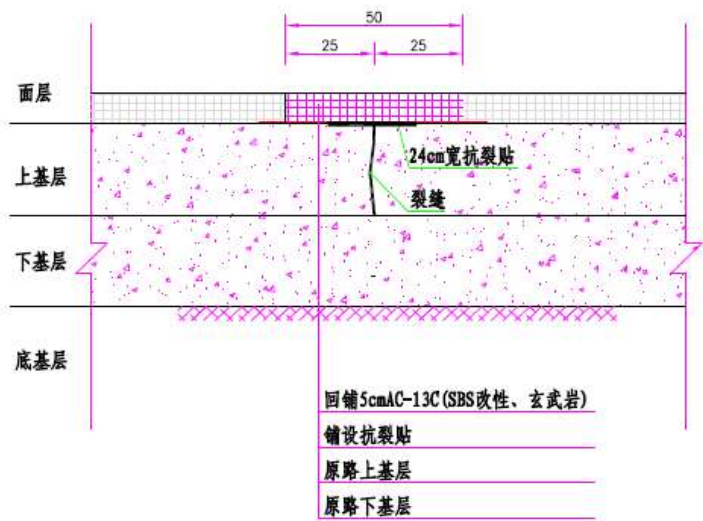 50
25 25
面层
24cm宽抗裂贴
上基层
裂缝
下基层
底基层
回铺5cmAC-13C(SBS改性、玄武岩)
铺设抗裂贴
原路上基层
原路下基层